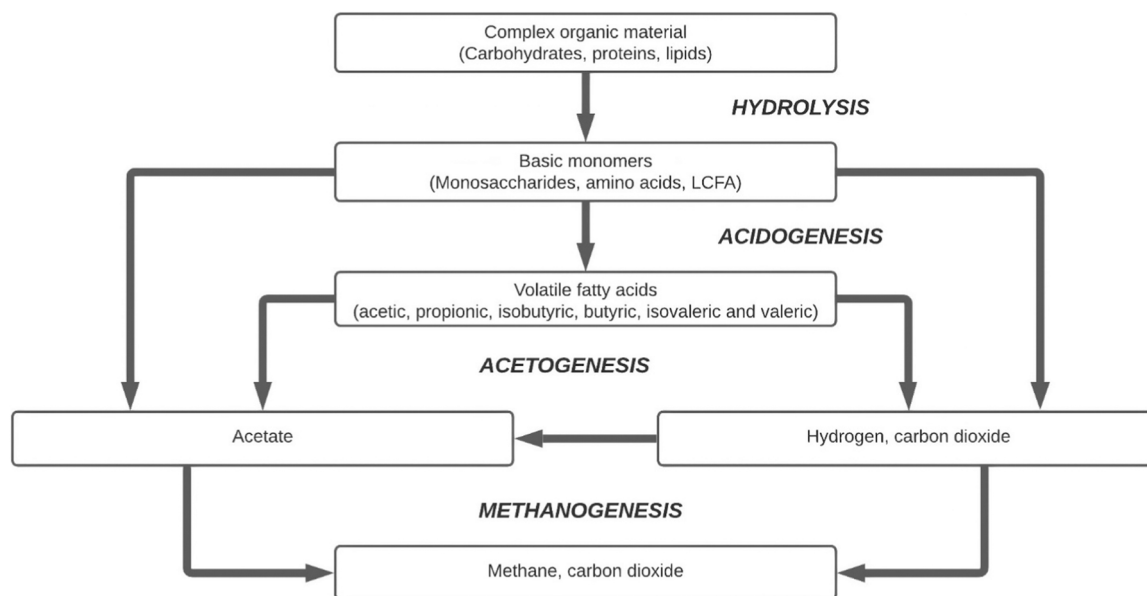 Complex organic material
(Carbohydrates, proteins, lipids)
HYDROLYSIS
Basic monomers
(Monosaccharides, amino acids, LCFA)
ACIDOGENESIS
Volatile fatty acids
(acetic, propionic, isobutyric, butyric, isovaleric and valeric)
ACETOGENESIS
Acetate
Hydrogen, carbon dioxide
METHANOGENESIS
Methane, carbon dioxide